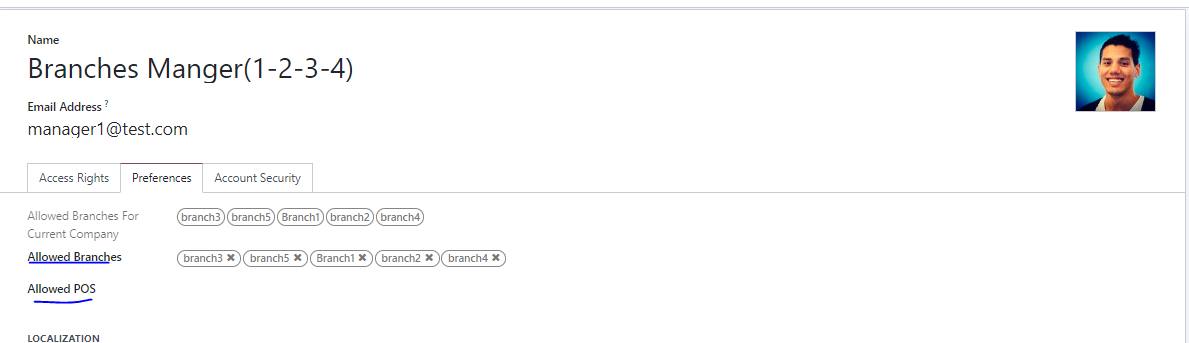 Name
Branches Manger(1-2-3-4)
Email Address ?
manager1@test.com
Access Rights Preferences Account Security
Allowed Branches For branch3 branch5 Branch1 branch2 branch4
Current Company
Allowed Branches branch3 ✖ branch5 ✖ Branch1 ✖ branch2 ✖ branch4 ✖
Allowed POS
LOCALIZATION